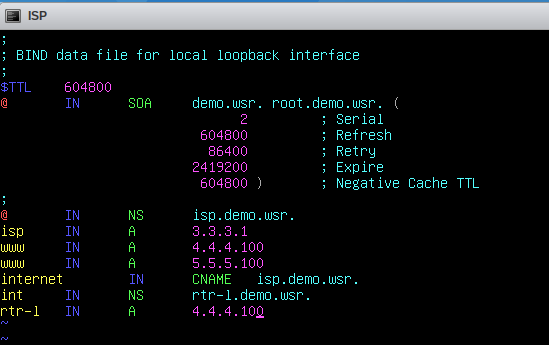 ISP
;
; BIND data file for local loopback interface
;
$TTL    604800
@       IN      SOA     demo.wsr. root.demo.wsr. (
                              2         ; Serial
                         604800         ; Refresh
                          86400         ; Retry
                        2419200         ; Expire
                         604800 )       ; Negative Cache TTL
;
@       IN      NS      isp.demo.wsr.
isp     IN      A       3.3.3.1
www     IN      A       4.4.4.100
www     IN      A       5.5.5.100
internet        IN      CNAME   isp.demo.wsr.
int     IN      NS      rtr-l.demo.wsr.
rtr-l   IN      A       4.4.4.100
~
~